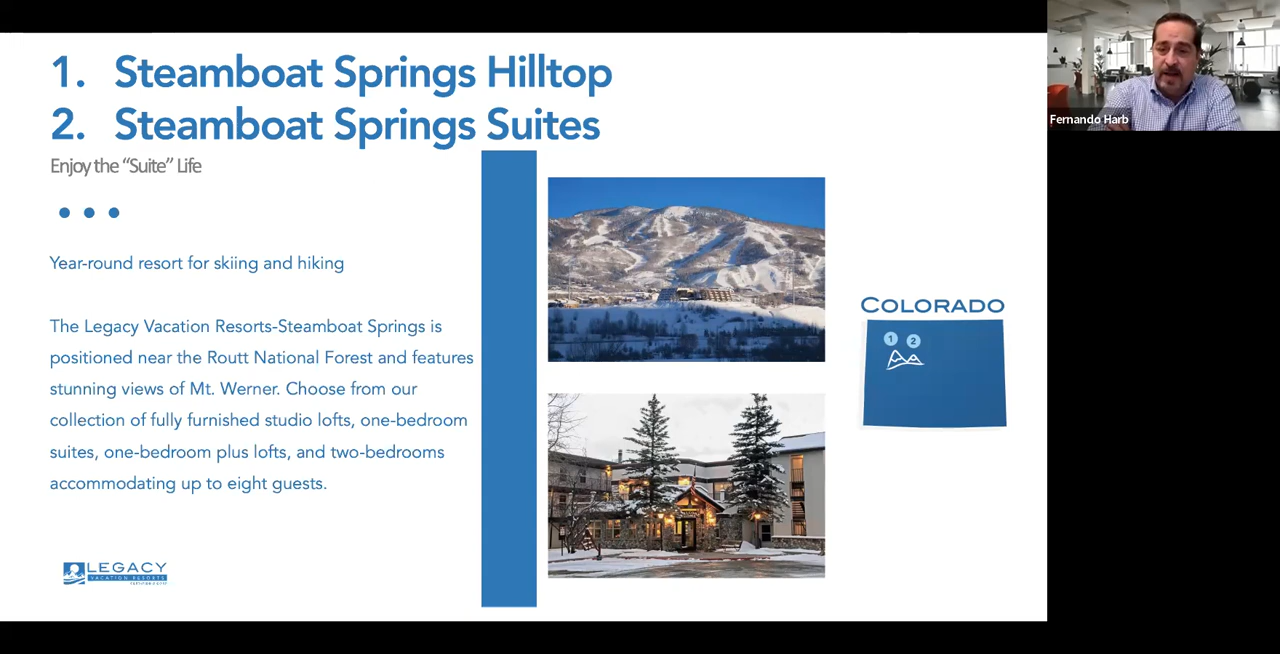 1. Steamboat Springs Hilltop
2. Steamboat Springs Suites
Enjoy the “Suite” Life
Year-round resort for skiing and hiking
The Legacy Vacation Resorts-Steamboat Springs is
positioned near the Routt National Forest and features
stunning views of Mt. Werner. Choose from our
collection of fully furnished studio lofts, one-bedroom
suites, one-bedroom plus lofts, and two-bedrooms
accommodating up to eight guests.
LEGACY
VACATION RESORTS
COLORADO
1 2
Fernando Harb